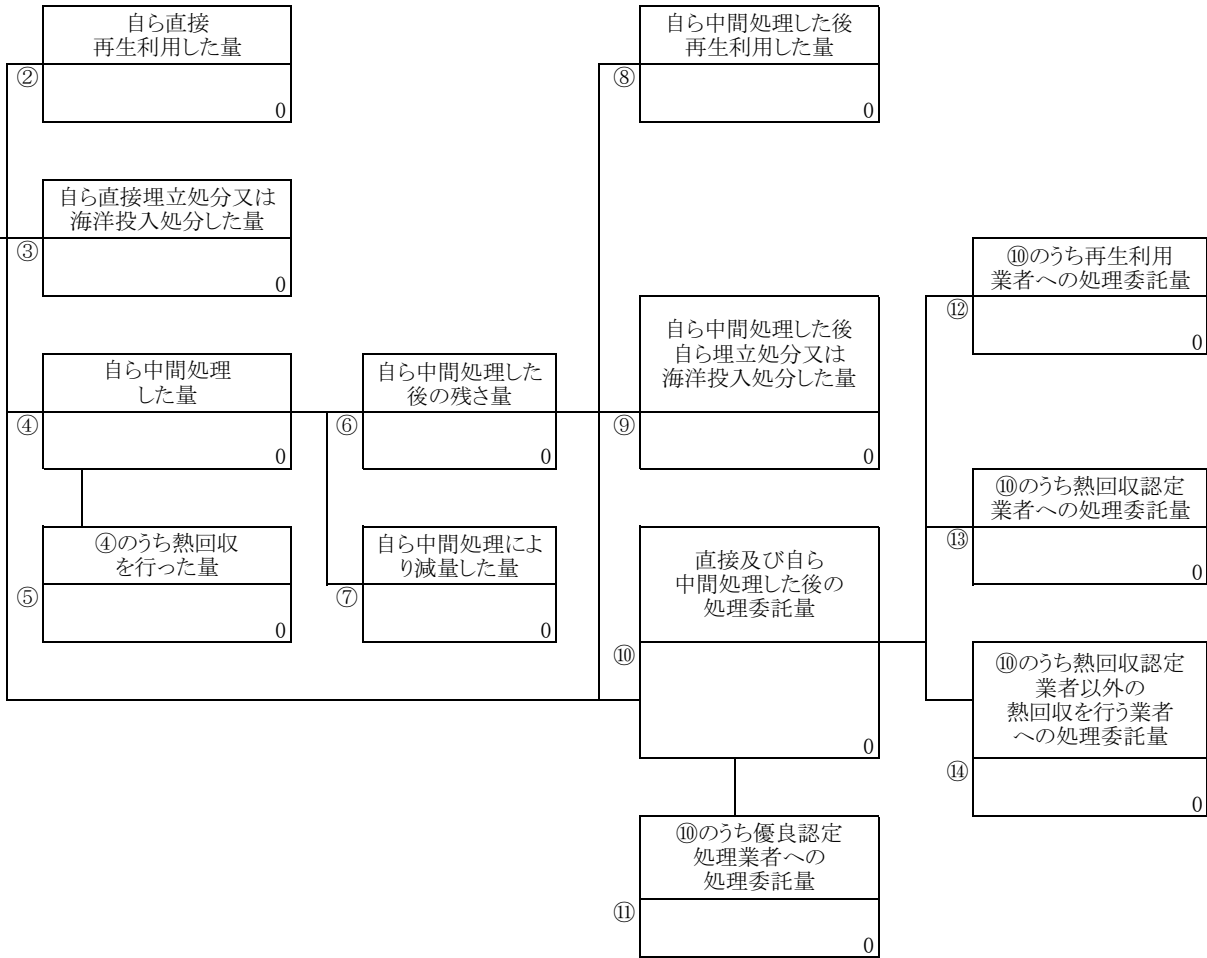 自ら直接
再生利用した量
②
0
自ら中間処理した後
再生利用した量
⑧
0
自ら直接埋立処分又は
海洋投入処分した量
③
0
⑩のうち再生利用
業者への処理委託量
⑫
0
自ら中間処理した後
自ら埋立処分又は
海洋投入処分した量
⑨
0
自ら中間処理
した量
④
0
自ら中間処理した
後の残さ量
⑥
0
⑩のうち熱回収認定
業者への処理委託量
⑬
0
④のうち熱回収
を行った量
⑤
0
自ら中間処理によ
り減量した量
⑦
0
直接及び自ら
中間処理した後の
処理委託量
⑩
0
⑩のうち熱回収認定
業者以外の
熱回収を行う業者
への処理委託量
⑭
0
⑩のうち優良認定
処理業者への
処理委託量
⑪
0